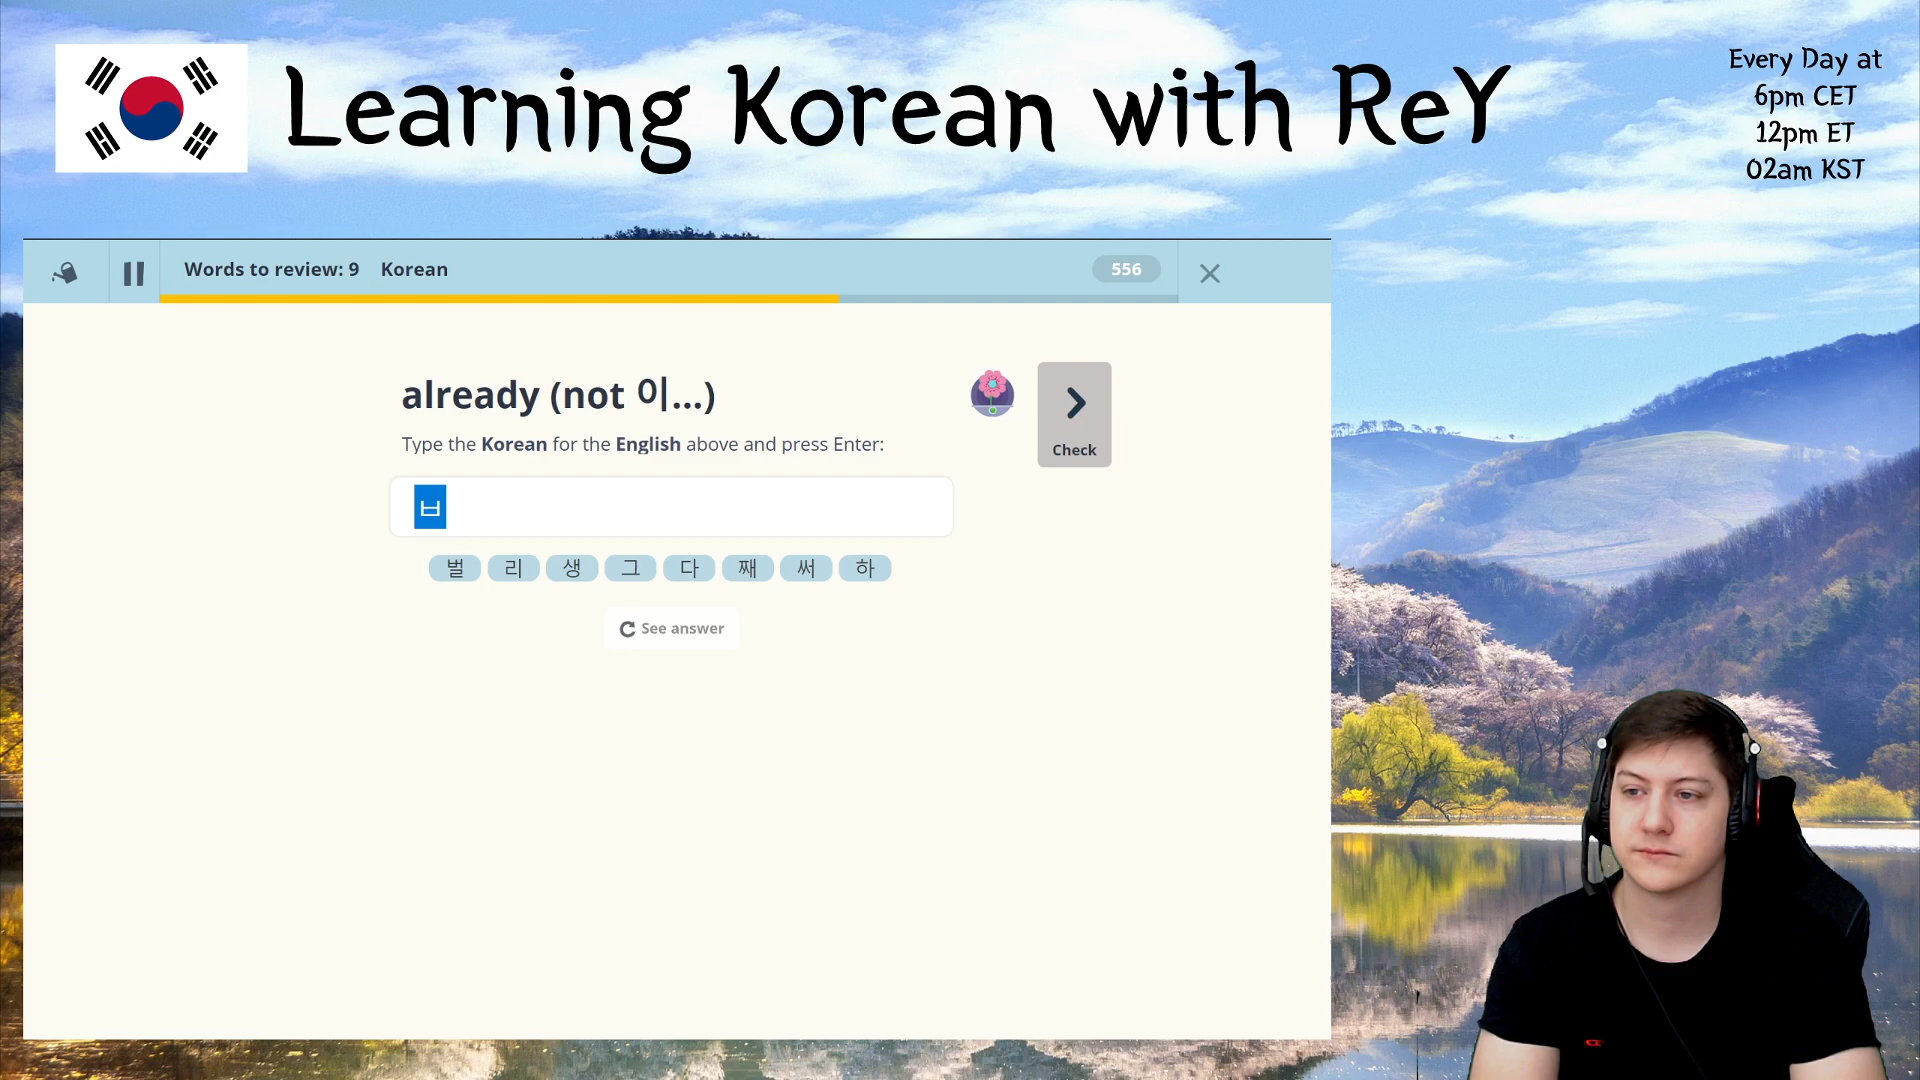 Learning Korean with ReY
Every Day at
6pm CET
12pm ET
02am KST
Words to review: 9 Korean
556
already (not 이...)
Type the Korean for the English above and press Enter:
Check
ㅂ
벌 리 생 그 다 째 써 하
See answer